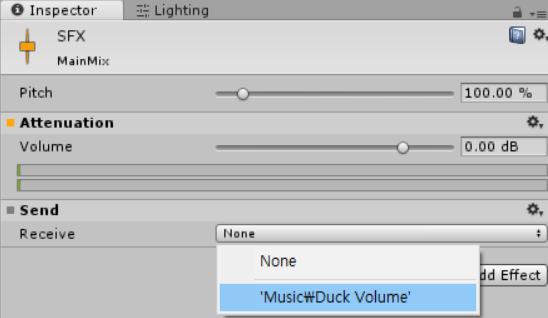 Inspector
Lighting
SFX
MainMix
Pitch
100.00 %
Attenuation
Volume
0.00 dB
Send
Receive
None
None
'Music₩Duck Volume'
dd Effect